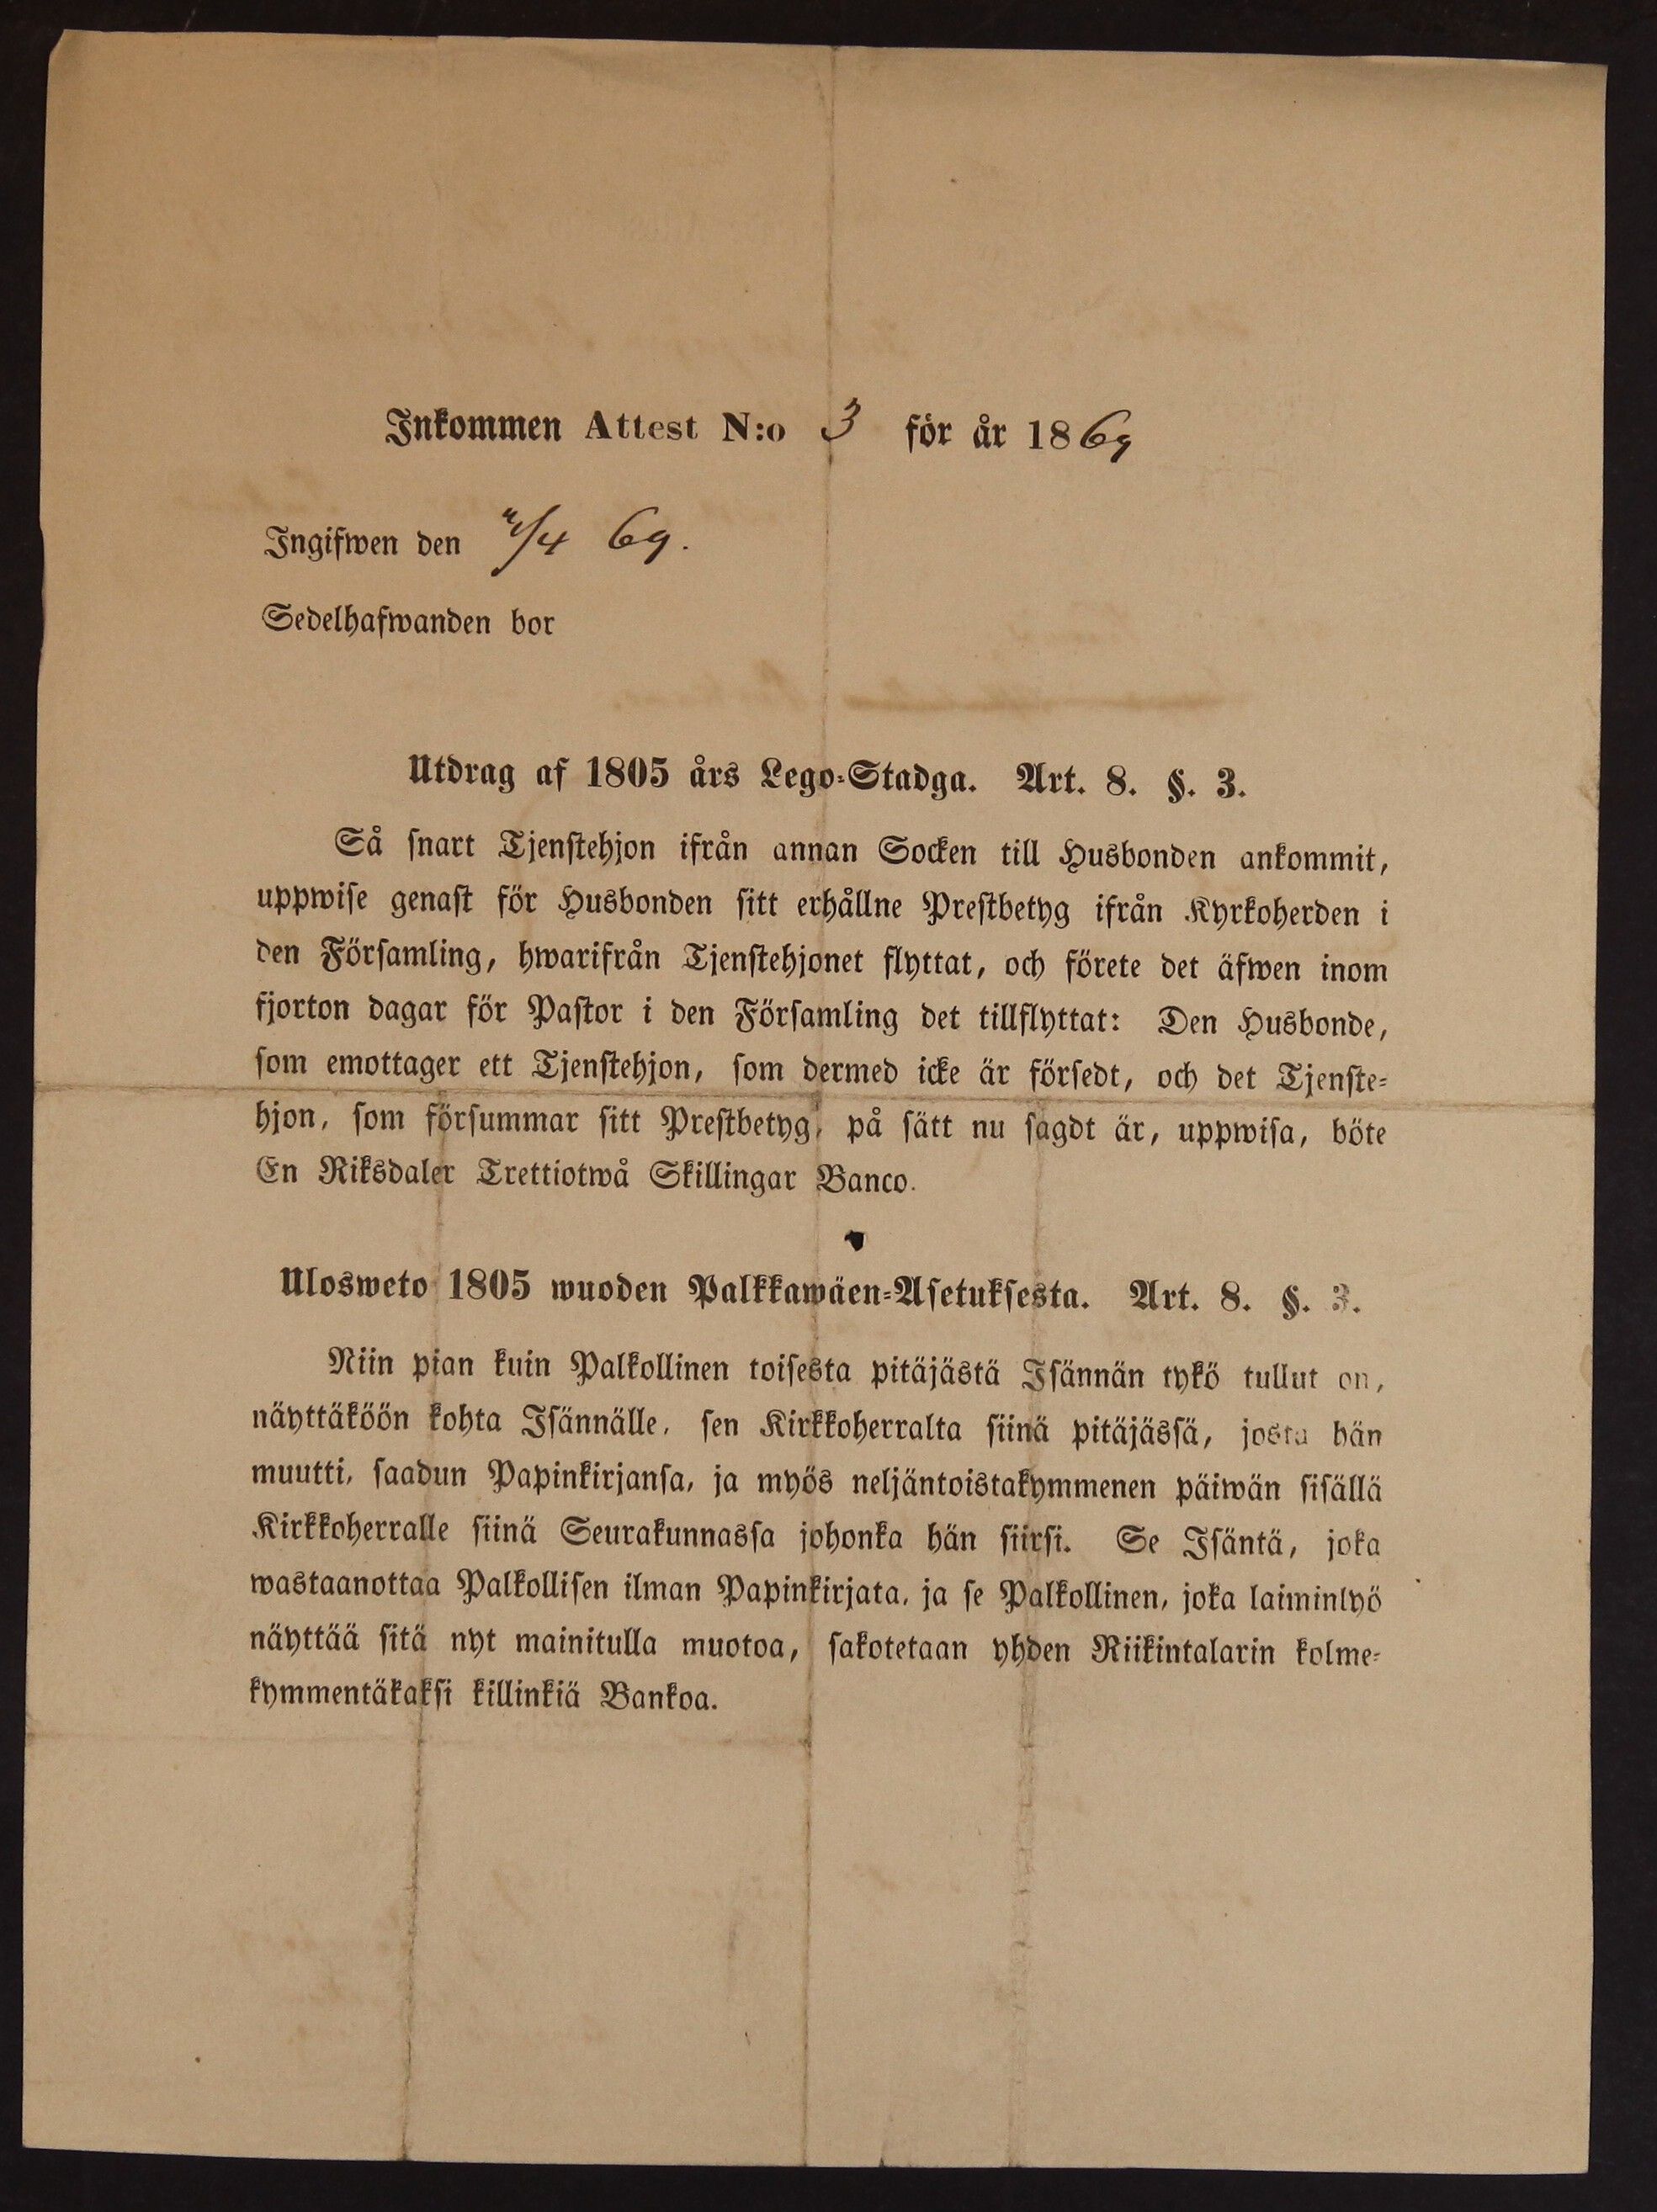 Inkommen Attest N:o 3 för år 1869
Ingifwen den /4 69.
Sedelhafwanden bor
Utdrag af 1805 års Lego-Stadga. Art. 8. §. 3.
Så snart Tjenstehjon ifrån annan Socken till Husbonden ankommit,
uppwise genast för Husbonden sitt erhållne Prestbetyg ifrån Kyrkoherden i
den Församling, hwarifrån Tjenstehjonet flyttat, och förete det äfwen inom
fjorton dagar för Pastor i den Församling det tillflyttat: Den Husbonde,
som emottager ett Tjenstehjon, som dermed icke är försedt, och det Tjenste-
hjon, som försummar sitt Prestbetyg, på sätt nu sagdt är, uppwisa, böte
En Riksdaler Trettiotwå Skillingar Banco.
Ulosweto 1805 wuoden Palkkawäen-Asetuksesta. Art. 8. §. 3.
Niin pian kuin Palkollinen toisesta pitäjästä Isännän tykö tullut on,
näyttäköön kohta Isännälle, sen Kirkkoherralta siinä pitäjässä, josta hän
muutti, saadun Papinkirjansa, ja myös neljäntoistakymmenen päiwän sisällä
Kirkkoherralle siinä Seurakunnassa johonka hän siirsi. Se Isäntä, joka
wastaanottaa Palkollisen ilman Papinkirjata, ja se Palkollinen, joka laiminlyö
näyttää sitä nyt mainitulla muotoa, sakotetaan yhden Riikintalarin kolme-
kymmentäkaksi killinkiä Bankoa.